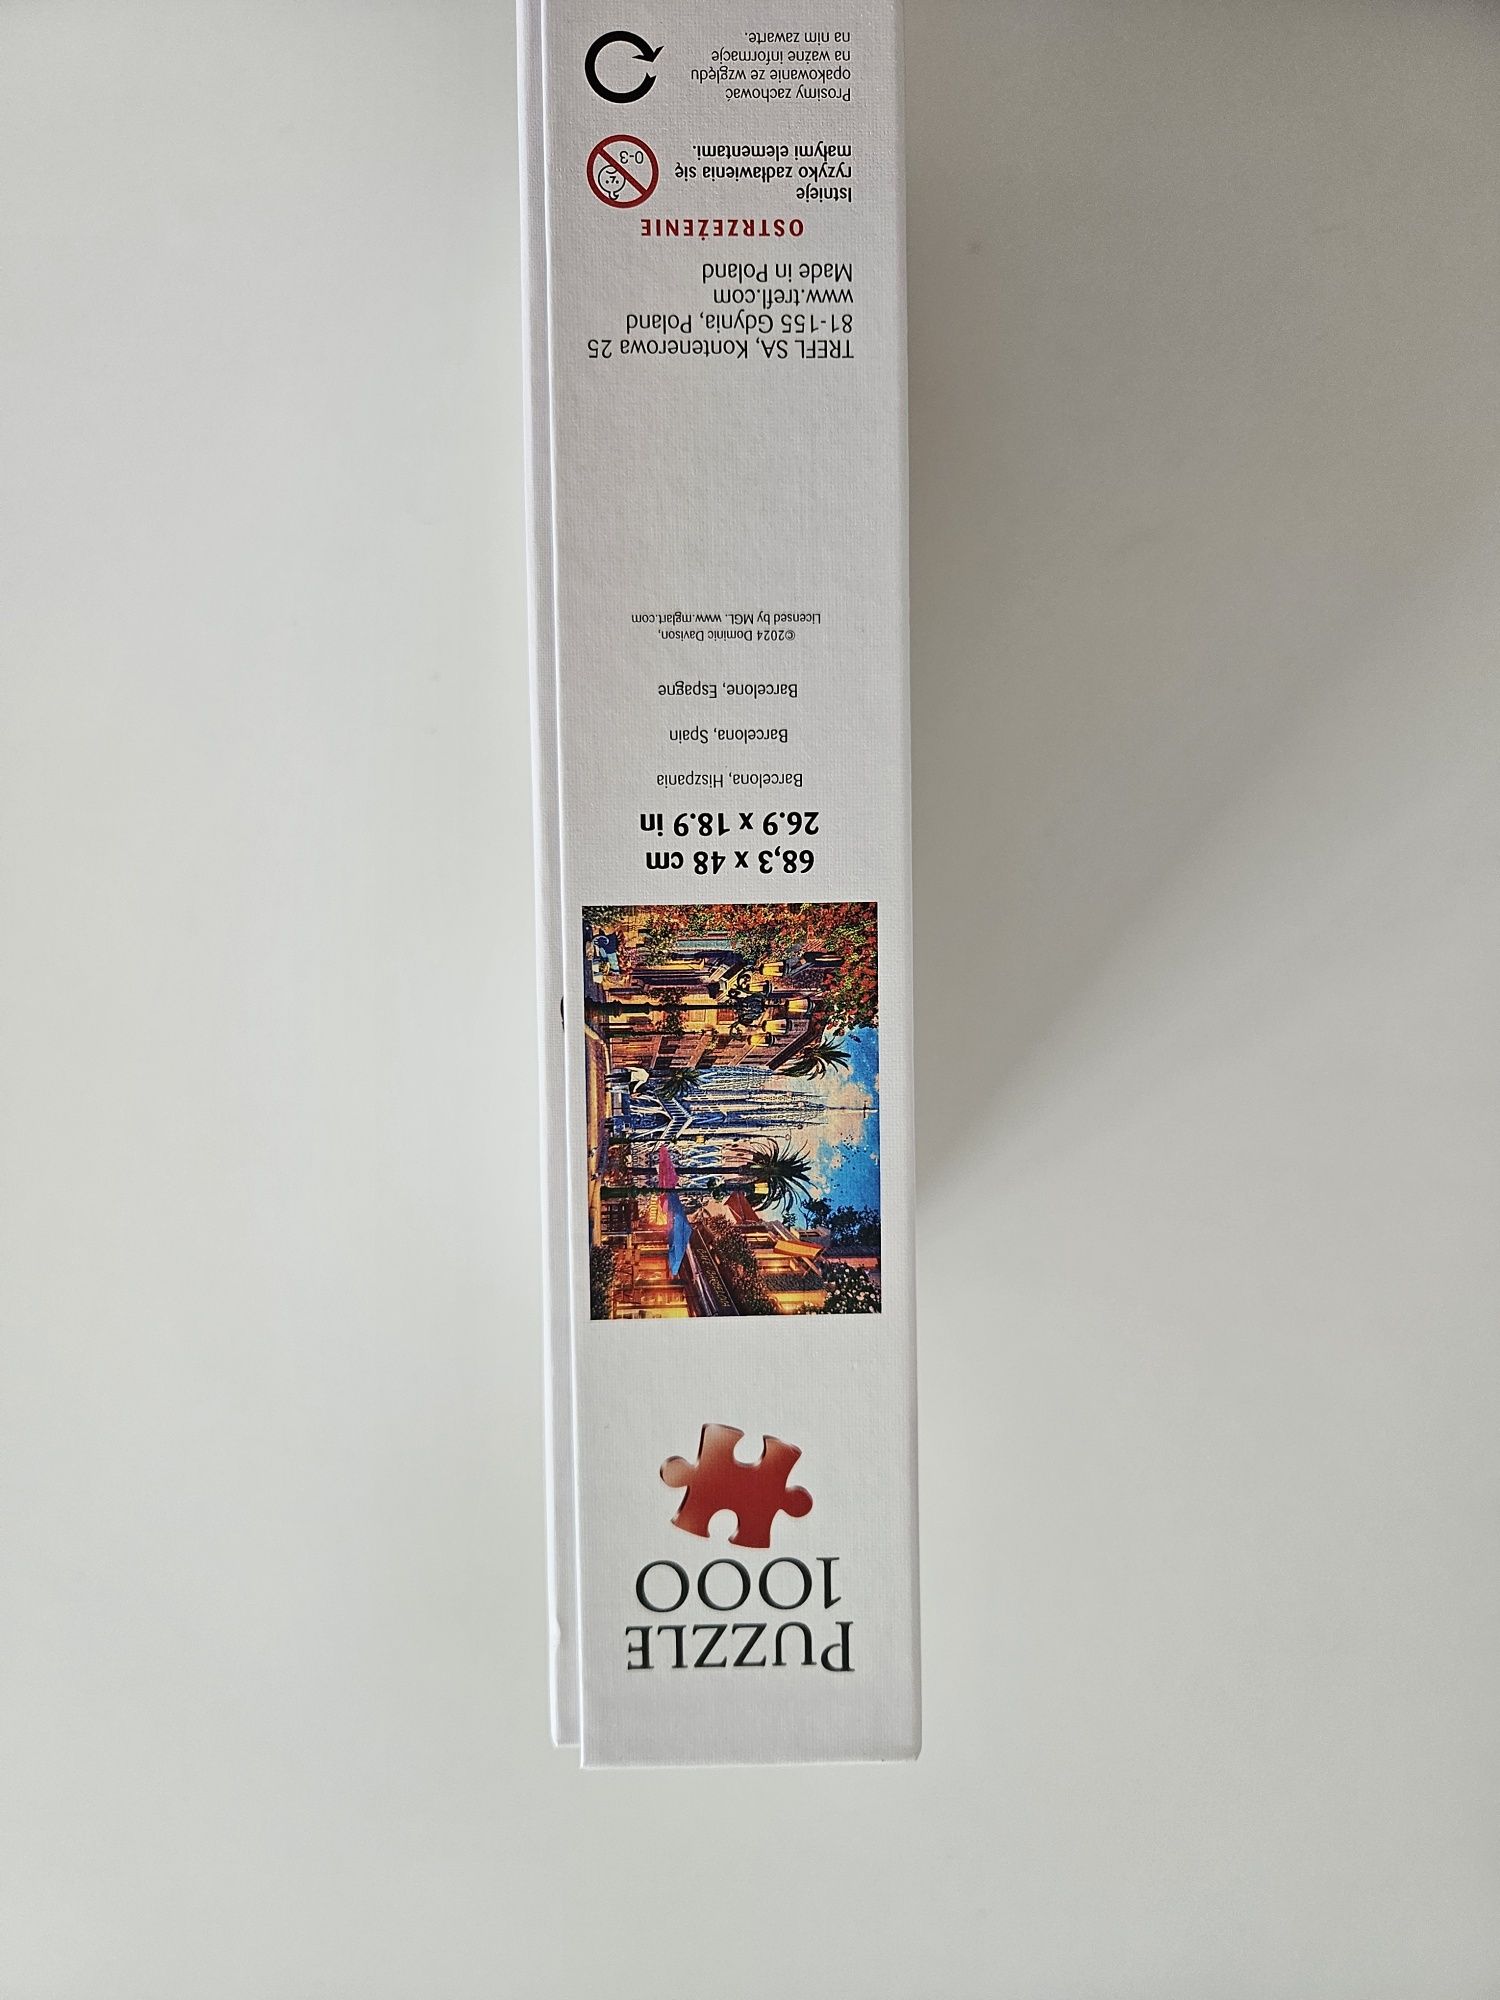 PUZZLE
1000
68,3 x 48 cm
26.9 x 18.9 in
Barcelona, Hiszpania
Barcelona, Spain
Barcelone, Espagne
©2024 Dominic Davison,
Licensed by MGL. www.mglart.com
TREFL SA, Kontenerowa 25
81-155 Gdynia, Poland
www.trefl.com
Made in Poland
OSTRZEŻENIE
Istnieje
ryzyko zadławienia się
małymi elementami.
0-3
Prosimy zachować
opakowanie ze względu
na ważne informacje
na nim zawarte.